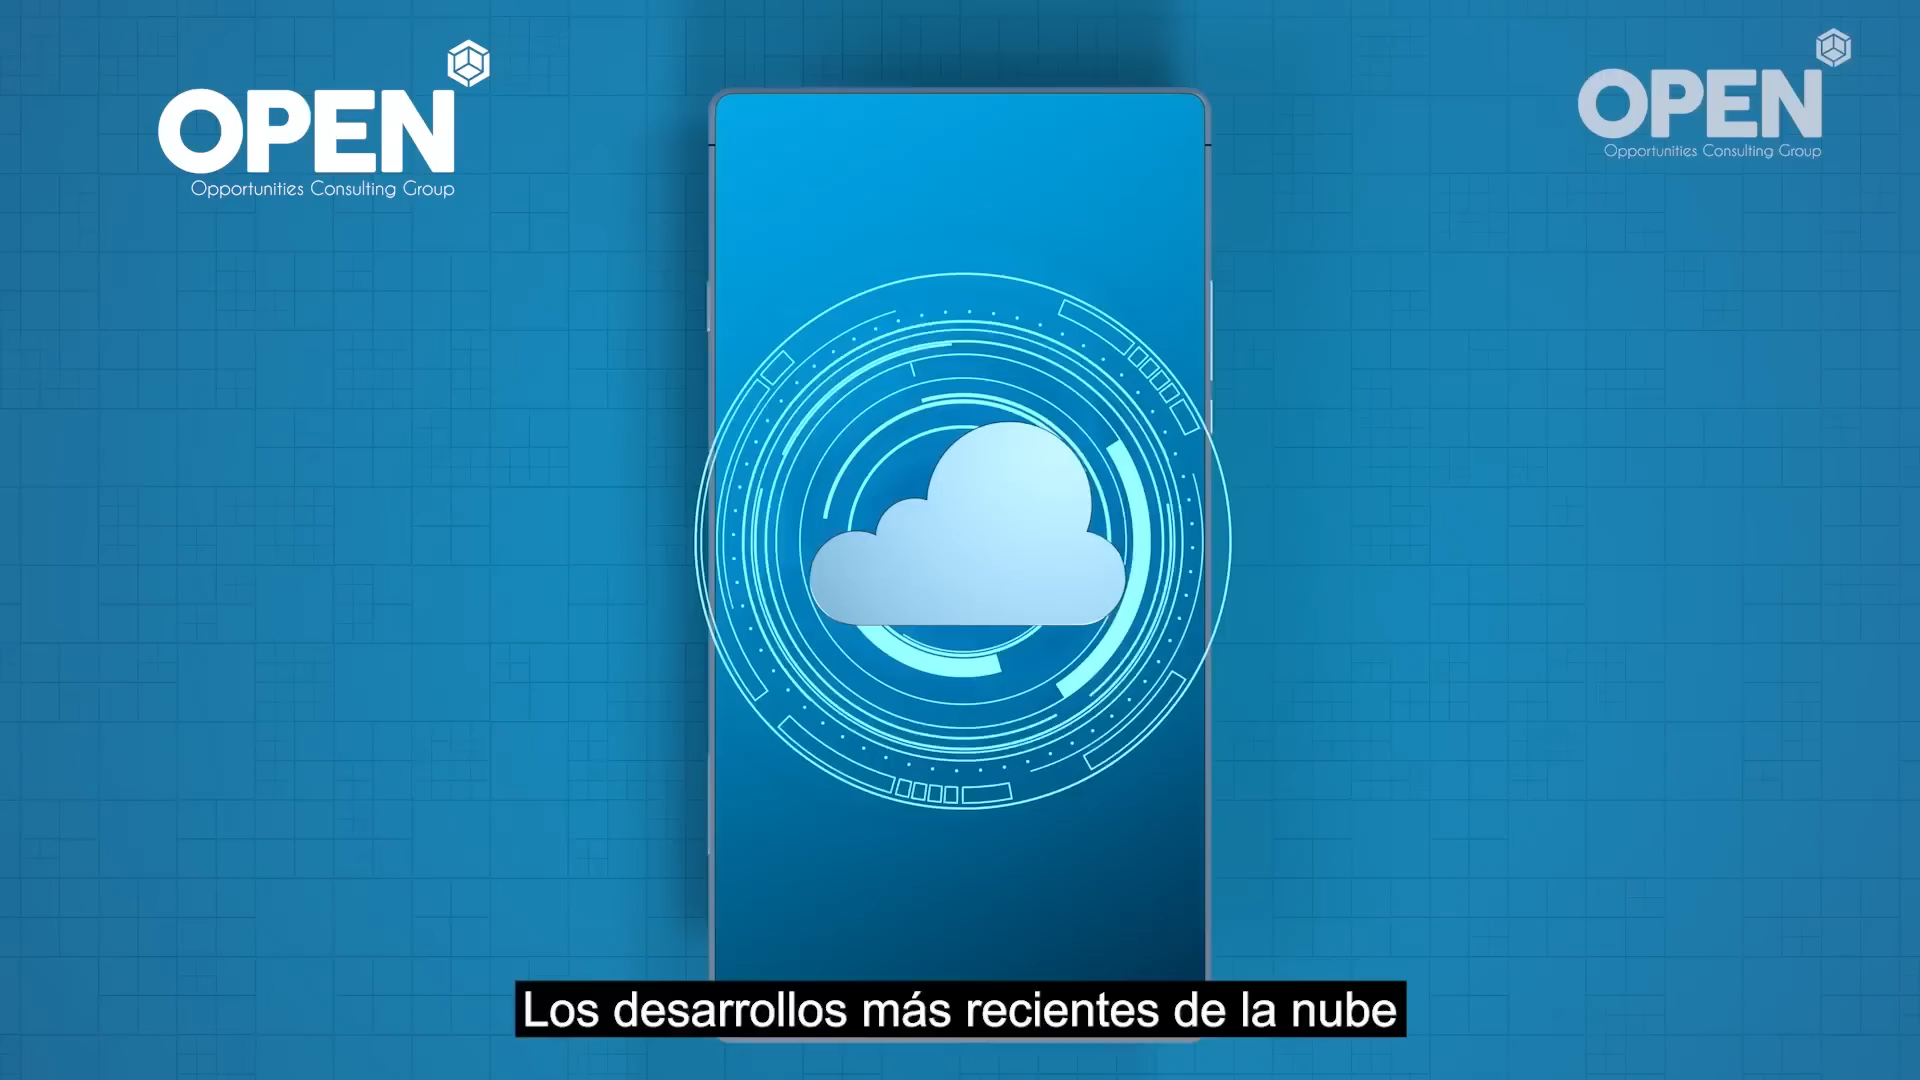 OPEN
Opportunities Consulting Group
OPEN
Opportunities Consulting Group
Los desarrollos más recientes de la nube